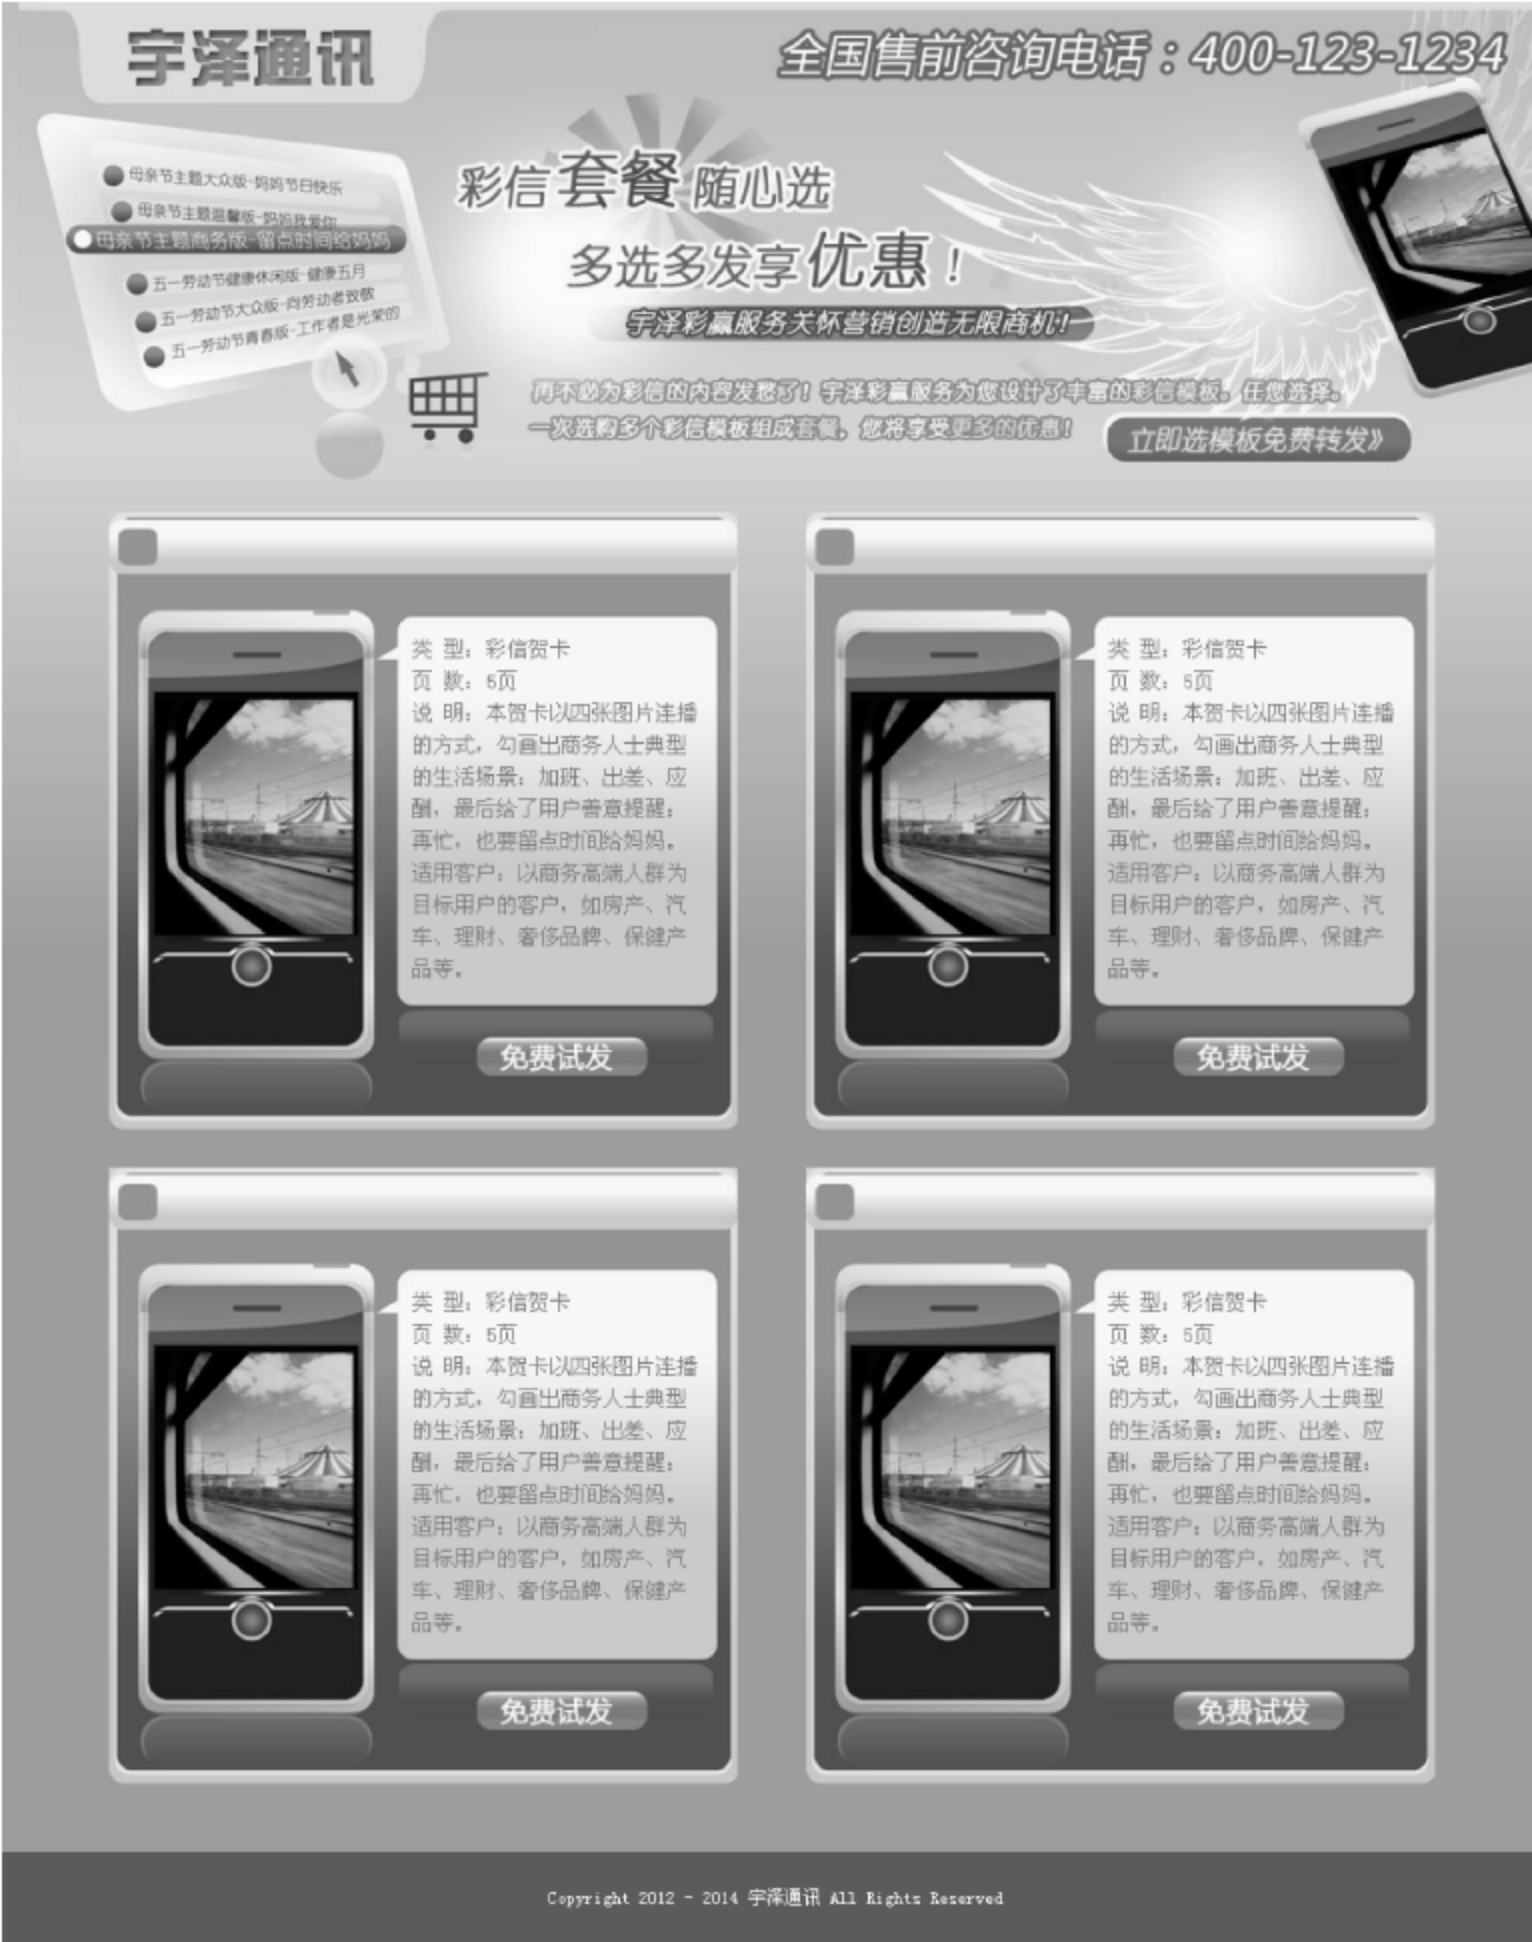 宇泽通讯
全国售前咨询电话：400-123-1234
母亲节主题大众版-妈妈节日快乐
母亲节主题温馨版-妈妈我爱你
母亲节主题商务版-留点时间给妈妈
五一劳动节健康休闲版-健康五月
五一劳动节大众版-向劳动者致敬
五一劳动节青春版-工作者是光荣的
彩信套餐随心选
多选多发享优惠！
宇泽彩赢服务关怀营销创造无限商机!
再不必为彩信的内容发愁了！宇泽彩赢服务为您设计了丰富的彩信模板。任您选择。
一次选购多个彩信模板组成套餐，您将享受更多的优惠！
立即选模板免费转发》
类 型：彩信贺卡
页 数：5页
说 明：本贺卡以四张图片连播
的方式，勾画出商务人士典型
的生活场景：加班、出差、应
酬，最后给了用户善意提醒：
再忙，也要留点时间给妈妈。
适用客户：以商务高端人群为
目标用户的客户，如房产、汽
车、理财、奢侈品牌、保健产
品等。
免费试发
类 型：彩信贺卡
页 数：5页
说 明：本贺卡以四张图片连播
的方式，勾画出商务人士典型
的生活场景：加班、出差、应
酬，最后给了用户善意提醒：
再忙，也要留点时间给妈妈。
适用客户：以商务高端人群为
目标用户的客户，如房产、汽
车、理财、奢侈品牌、保健产
品等。
免费试发
类 型：彩信贺卡
页 数：5页
说 明：本贺卡以四张图片连播
的方式，勾画出商务人士典型
的生活场景：加班、出差、应
酬，最后给了用户善意提醒：
再忙，也要留点时间给妈妈。
适用客户：以商务高端人群为
目标用户的客户，如房产、汽
车、理财、奢侈品牌、保健产
品等。
免费试发
类 型：彩信贺卡
页 数：5页
说 明：本贺卡以四张图片连播
的方式，勾画出商务人士典型
的生活场景：加班、出差、应
酬，最后给了用户善意提醒：
再忙，也要留点时间给妈妈。
适用客户：以商务高端人群为
目标用户的客户，如房产、汽
车、理财、奢侈品牌、保健产
品等。
免费试发
Copyright 2012 - 2014 宇泽通讯 All Rights Reserved